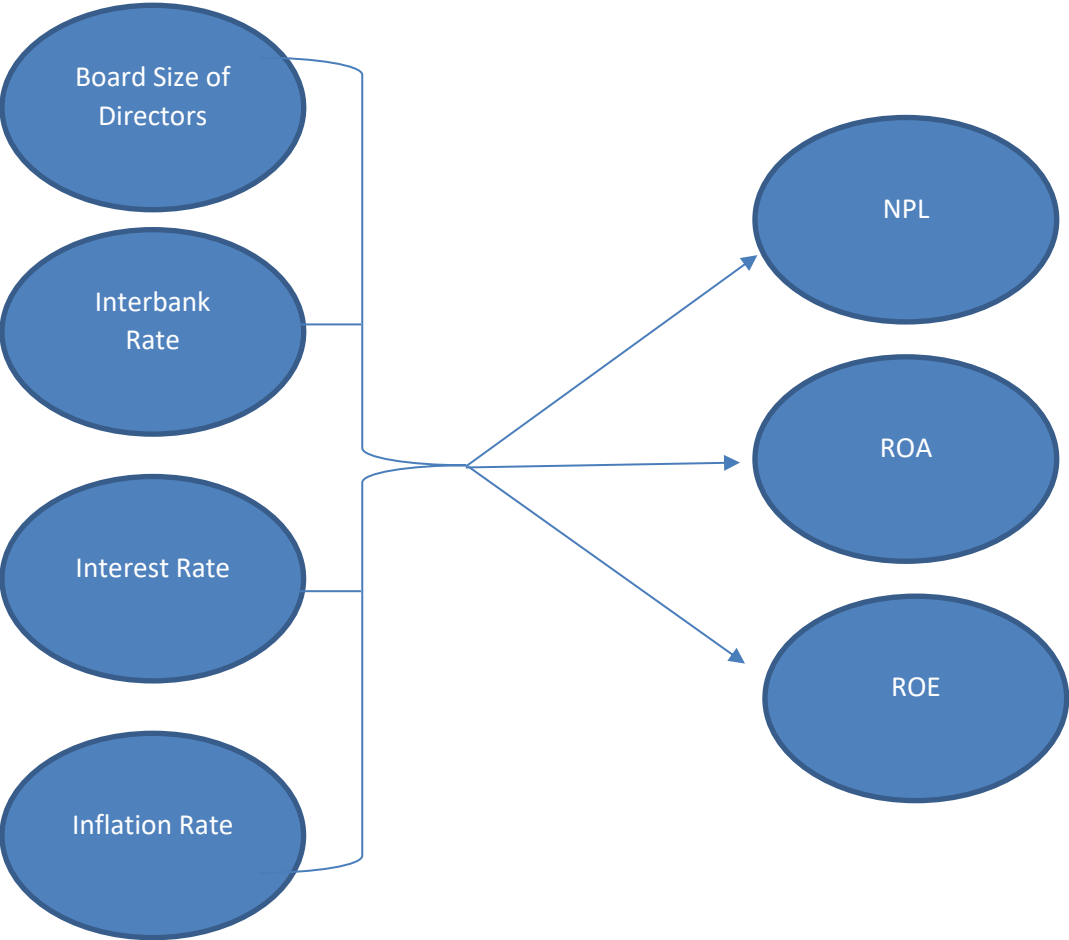 Board Size of
Directors
Interbank
Rate
Interest Rate
Inflation Rate
NPL
ROA
ROE